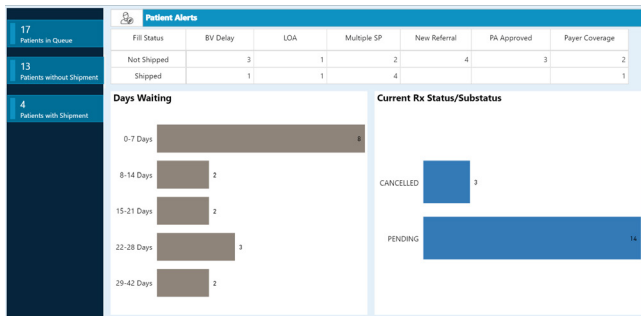 17
Patients in Queue
13
Patients without Shipment
4
Patients with Shipment
Patient Alerts
Fill Status BV Delay LOA Multiple SP New Referral PA Approved Payer Coverage
Not Shipped 3 1 2 4 3 2
Shipped 1 1 4 1
Days Waiting
0-7 Days 8
8-14 Days 2
15-21 Days 2
22-28 Days 3
29-42 Days 2
Current Rx Status/Substatus
CANCELLED 3
PENDING 14